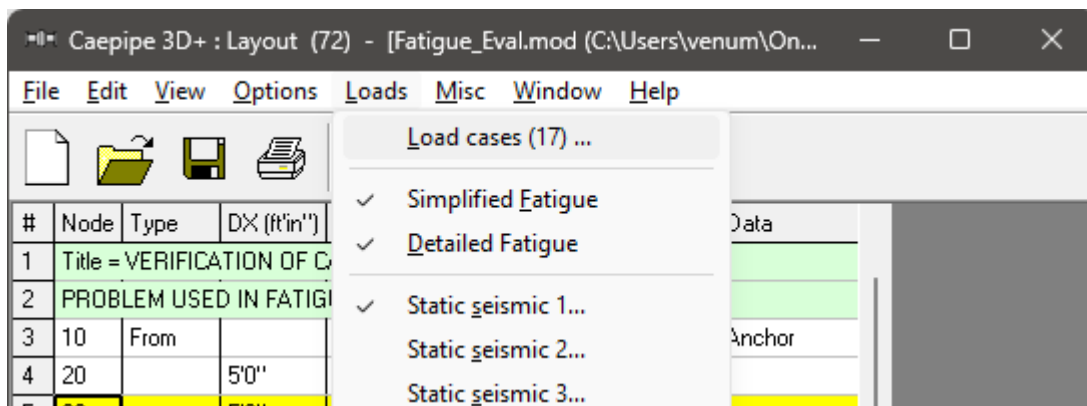 Caepipe 3D+ : Layout (72) - [Fatigue_Eval.mod (C:\Users\venum\On...
File Edit View Options Loads Misc Window Help
Load cases (17) ...
Simplified Fatigue
Detailed Fatigue
Static seismic 1...
Static seismic 2...
Static seismic 3...
# Node Type DX (ft'in'') Data
1 Title = VERIFICATION OF
2 PROBLEM USED IN
3 10 From Anchor
4 20 5'0"